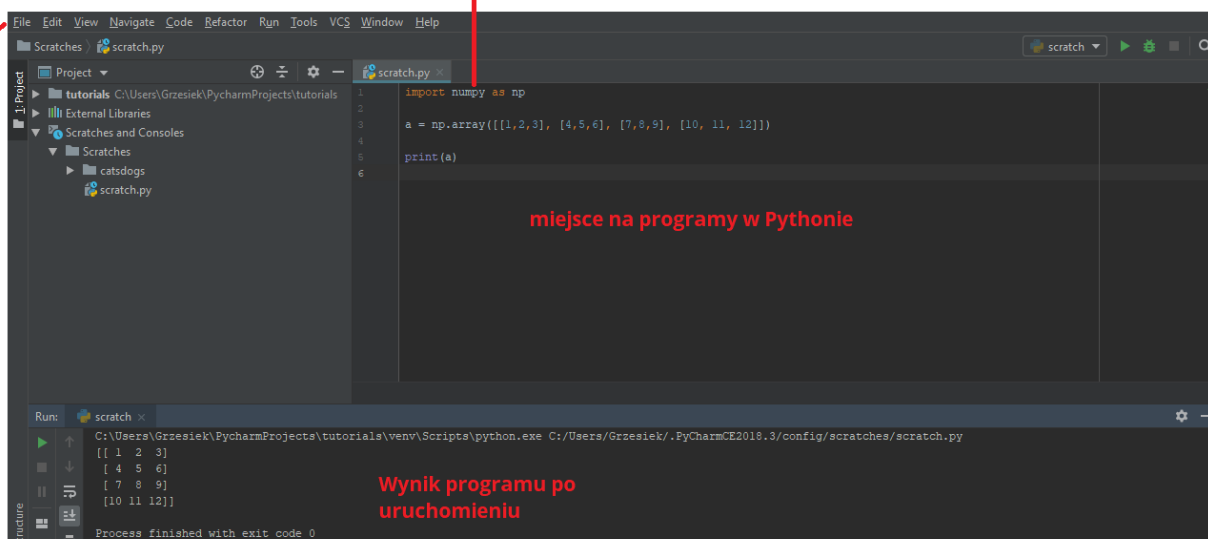 File Edit View Navigate Code Refactor Run Tools VCS Window Help
Scratches scratch.py
scratch
Project
scratch.py
1: Project
tutorials C:\Users\Grzesiek\PycharmProjects\tutorials
External Libraries
Scratches and Consoles
Scratches
catsdogs
scratch.py
1 import numpy as np
2
3 a = np.array([[1,2,3], [4,5,6], [7,8,9], [10, 11, 12]])
4
5 print(a)
6
miejsce na programy w Pythonie
Run: scratch
C:\Users\Grzesiek\PycharmProjects\tutorials\venv\Scripts\python.exe C:/Users/Grzesiek/.PyCharmCE2018.3/config/scratches/scratch.py
[[ 1 2 3]
[ 4 5 6]
[ 7 8 9]
[10 11 12]]
Wynik programu po
uruchomieniu
Process finished with exit code 0